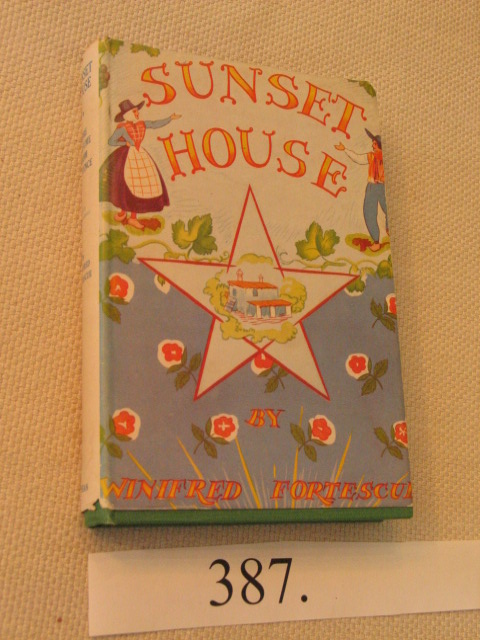 SUNSET
HOUSE
BY
WINIFRED FORTESCUE
387.